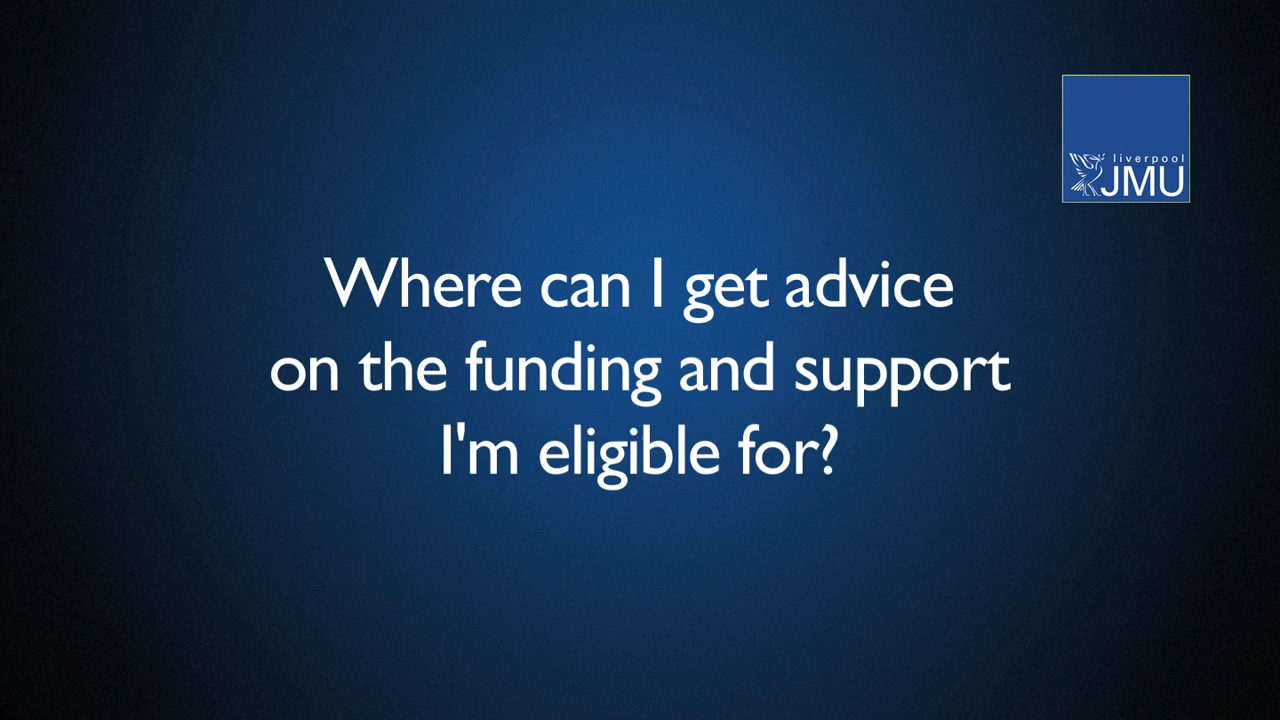 liverpool
JMU
Where can I get advice
on the funding and support
I'm eligible for?